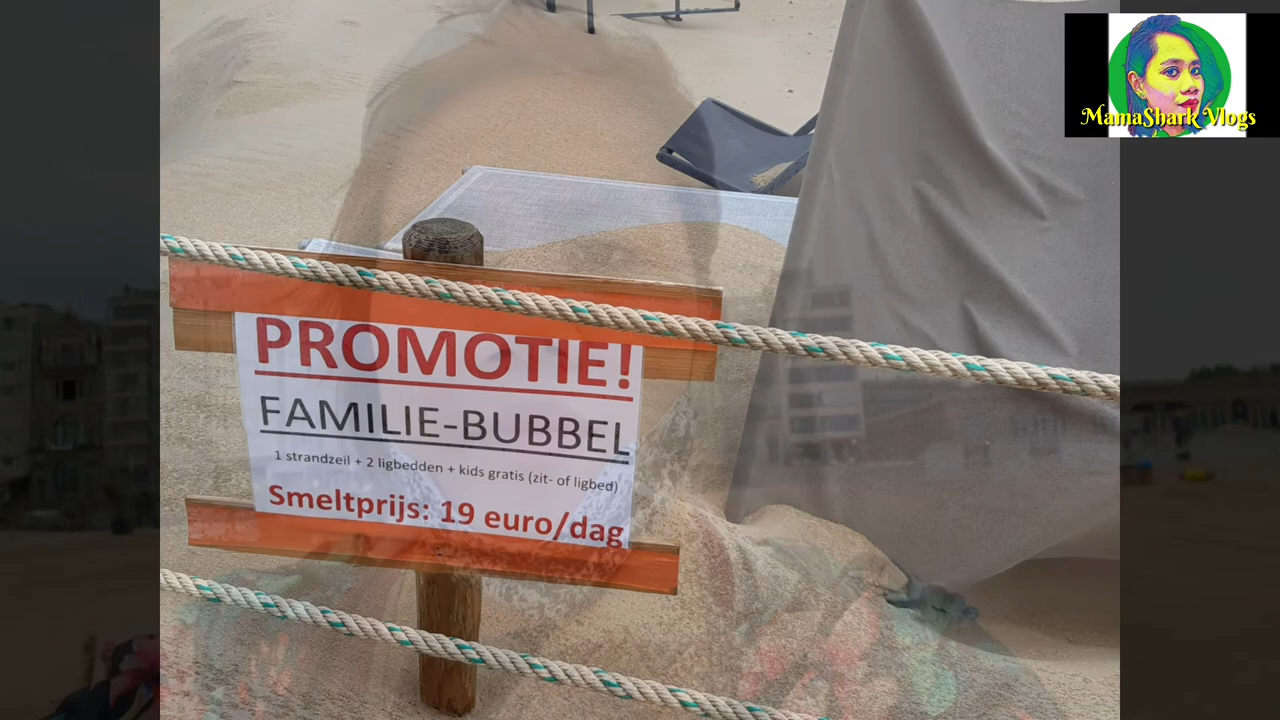 MamaShark Vlogs
PROMOTIE!
FAMILIE-BUBBEL
1 strandzeil + 2 ligbedden + kids gratis (zit- of ligbed)
Smeltprijs: 19 euro/dag